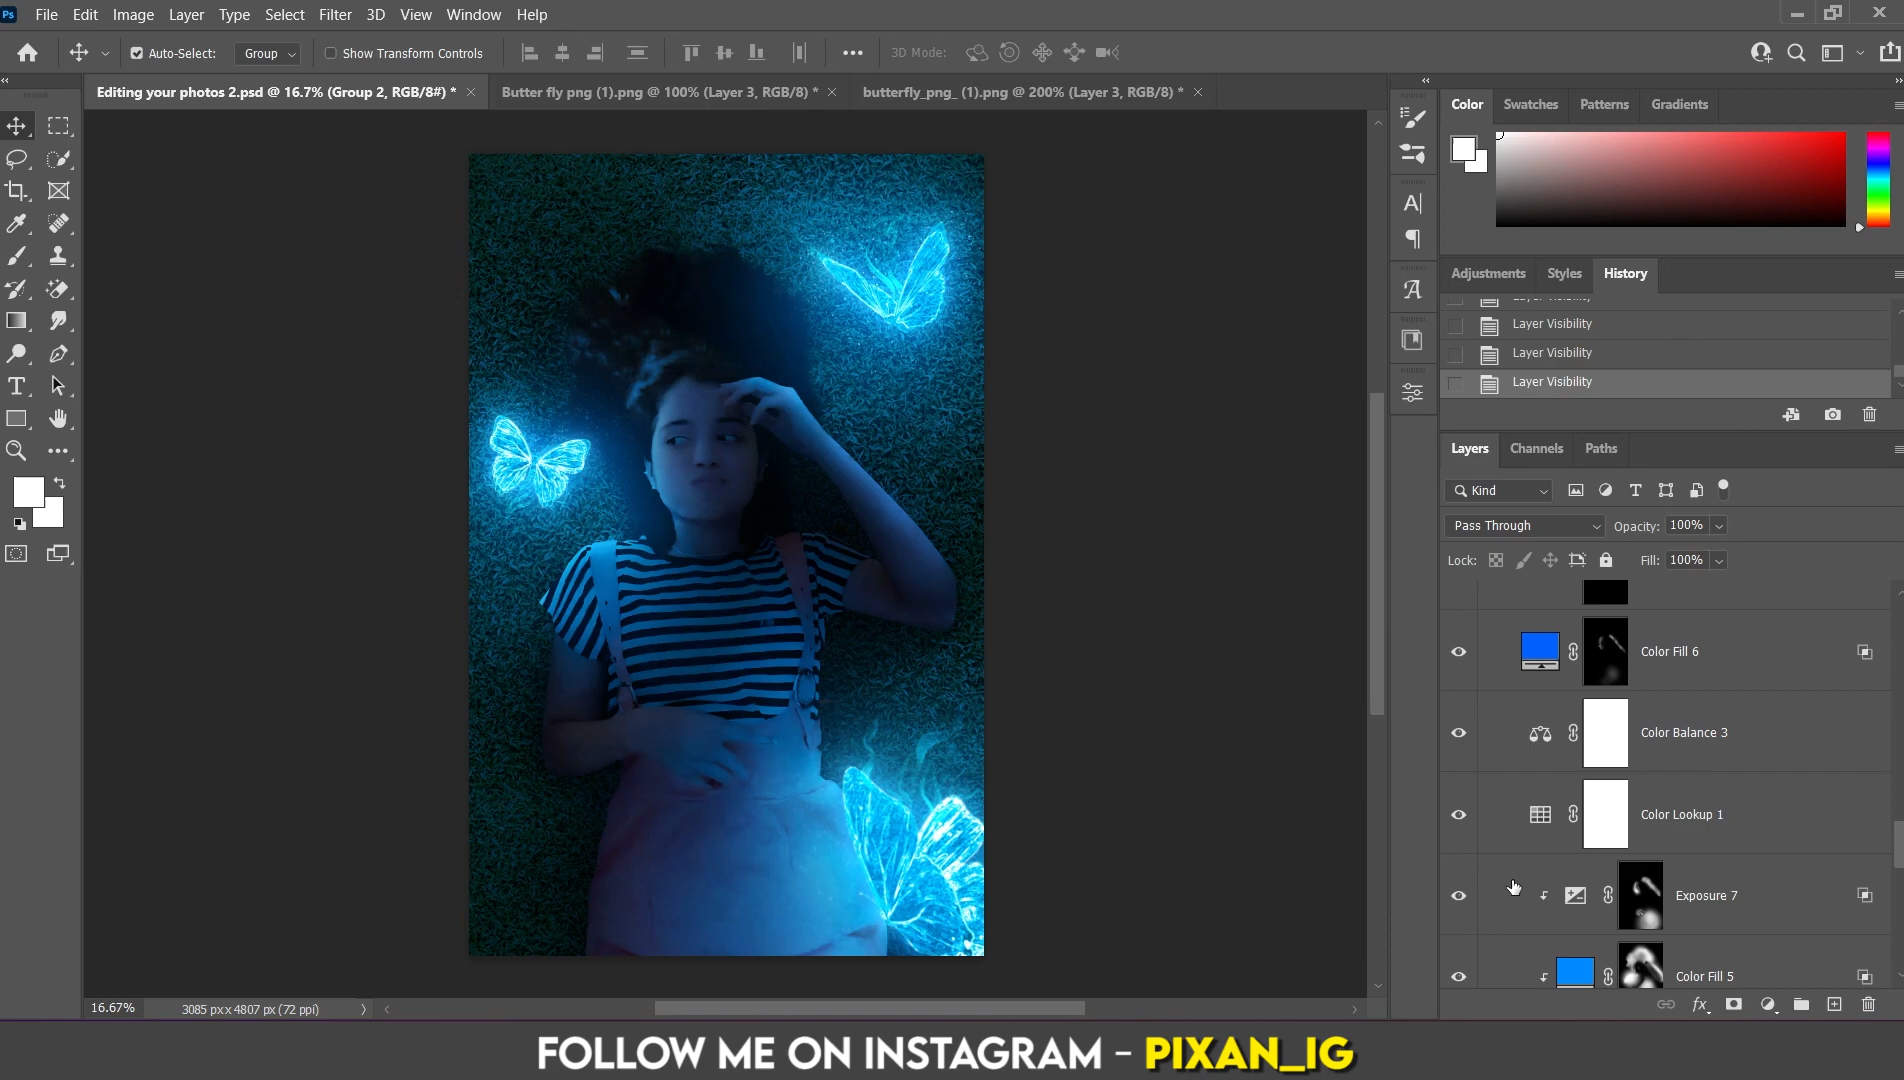 Ps File Edit Image Layer Type Select Filter 3D View Window Help
Auto-Select: Group Show Transform Controls 3D Mode:
Editing your photos 2.psd @ 16.7% (Group 2, RGB/8#) * Butter fly png (1).png @ 100% (Layer 3, RGB/8) * butterfly_png_ (1).png @ 200% (Layer 3, RGB/8) *
Color Swatches Patterns Gradients
Adjustments Styles History
Layer Visibility
Layer Visibility
Layer Visibility
Layer Visibility
Layers Channels Paths
Kind
Pass Through Opacity: 100%
Lock: Fill: 100%
Color Fill 6
Color Balance 3
Color Lookup 1
Exposure 7
Color Fill 5
16.67% 3085 px x 4807 px (72 ppi)
FOLLOW ME ON INSTAGRAM - PIXAN_IG